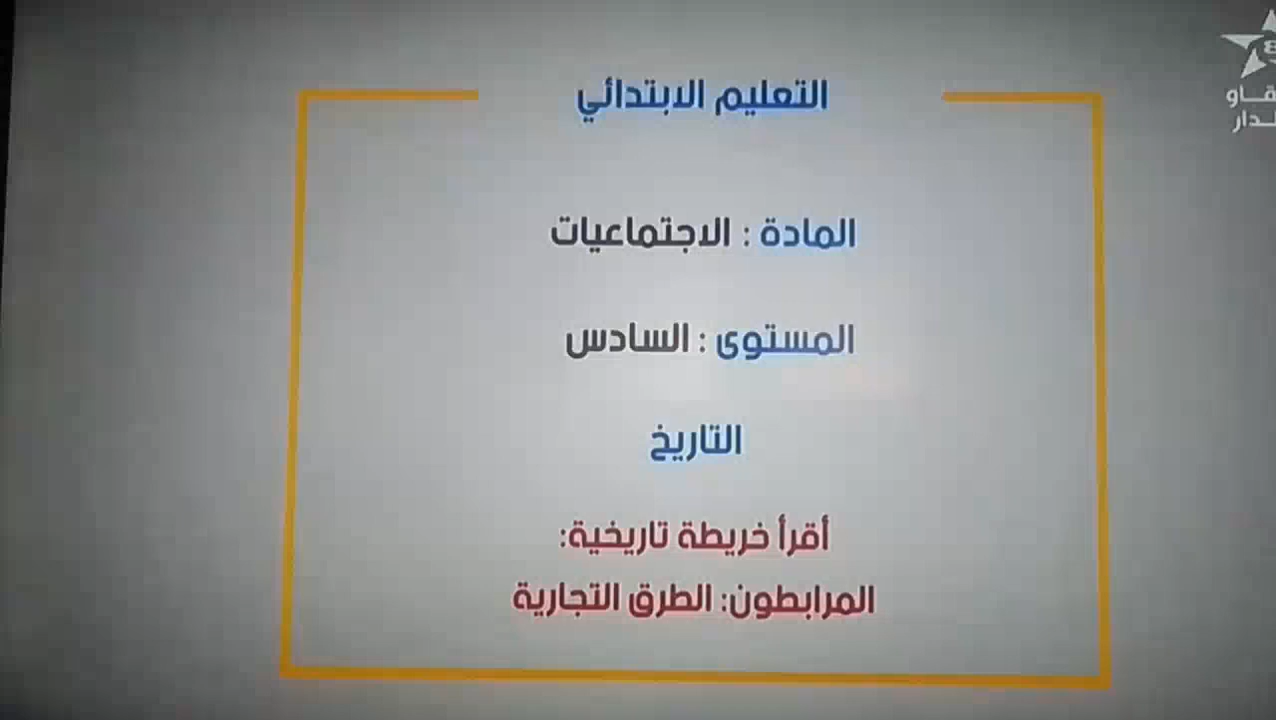 التعليم الابتدائي
المادة : الاجتماعيات
المستوى : السادس
التاريخ
أقرأ خريطة تاريخية:
المرابطون: الطرق التجارية